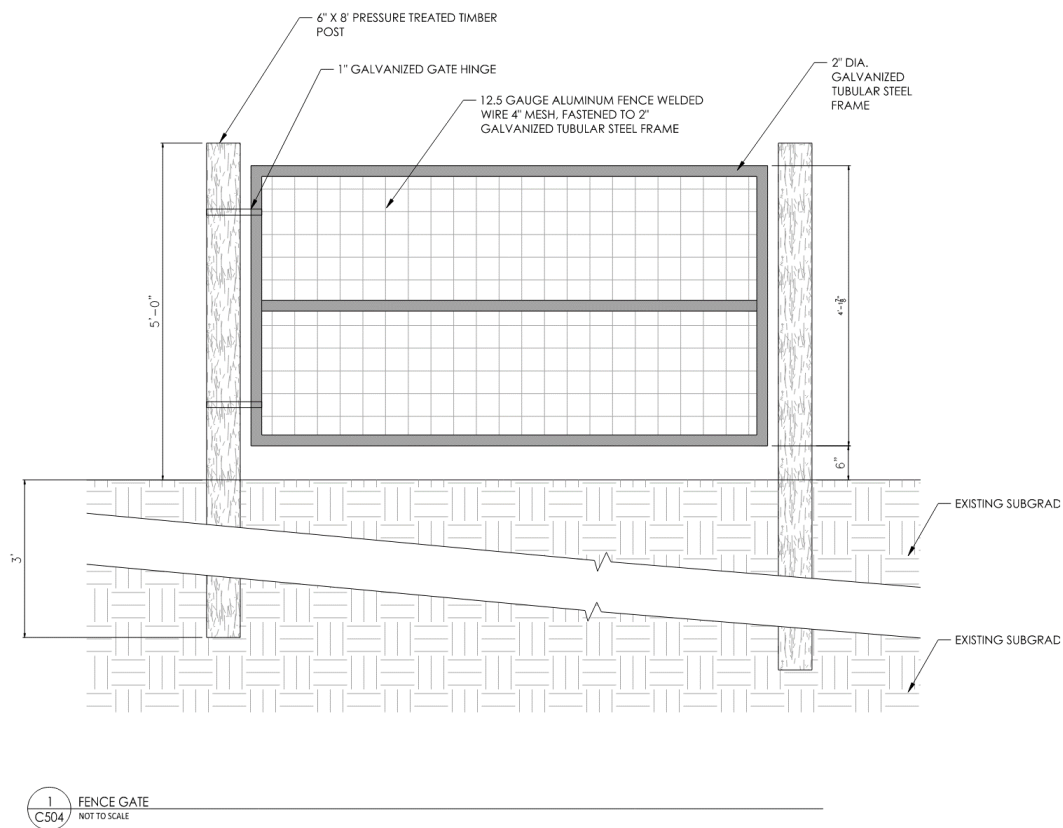 6" X 8' PRESSURE TREATED TIMBER
POST
1" GALVANIZED GATE HINGE
12.5 GAUGE ALUMINUM FENCE WELDED
WIRE 4" MESH, FASTENED TO 2"
GALVANIZED TUBULAR STEEL FRAME
2" DIA.
GALVANIZED
TUBULAR STEEL
FRAME
5'-0"
6"
3'
EXISTING SUBGRAD
EXISTING SUBGRAD
1
C504
FENCE GATE
NOT TO SCALE